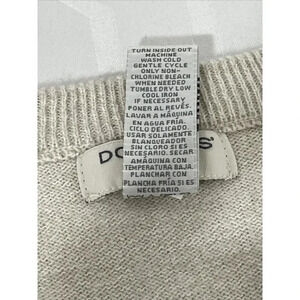 TURN INSIDE OUT
MACHINE
WASH COLD
GENTLE CYCLE
ONLY NON-
CHLORINE BLEACH
WHEN NEEDED
TUMBLE DRY LOW
COOL IRON
IF NECESSARY
PONER AL REVÉS.
LAVAR A MÁQUINA
EN AGUA FRÍA.
CICLO DELICADO.
USAR SOLAMENTE
BLANQUEADOR
SIN CLORO SI ES
NECESARIO. SECAR
AMÁQUINA CON
TEMPERATURA BAJA.
PLANCHAR CON
PLANCHA FRÍA SI ES
NECESARIO.